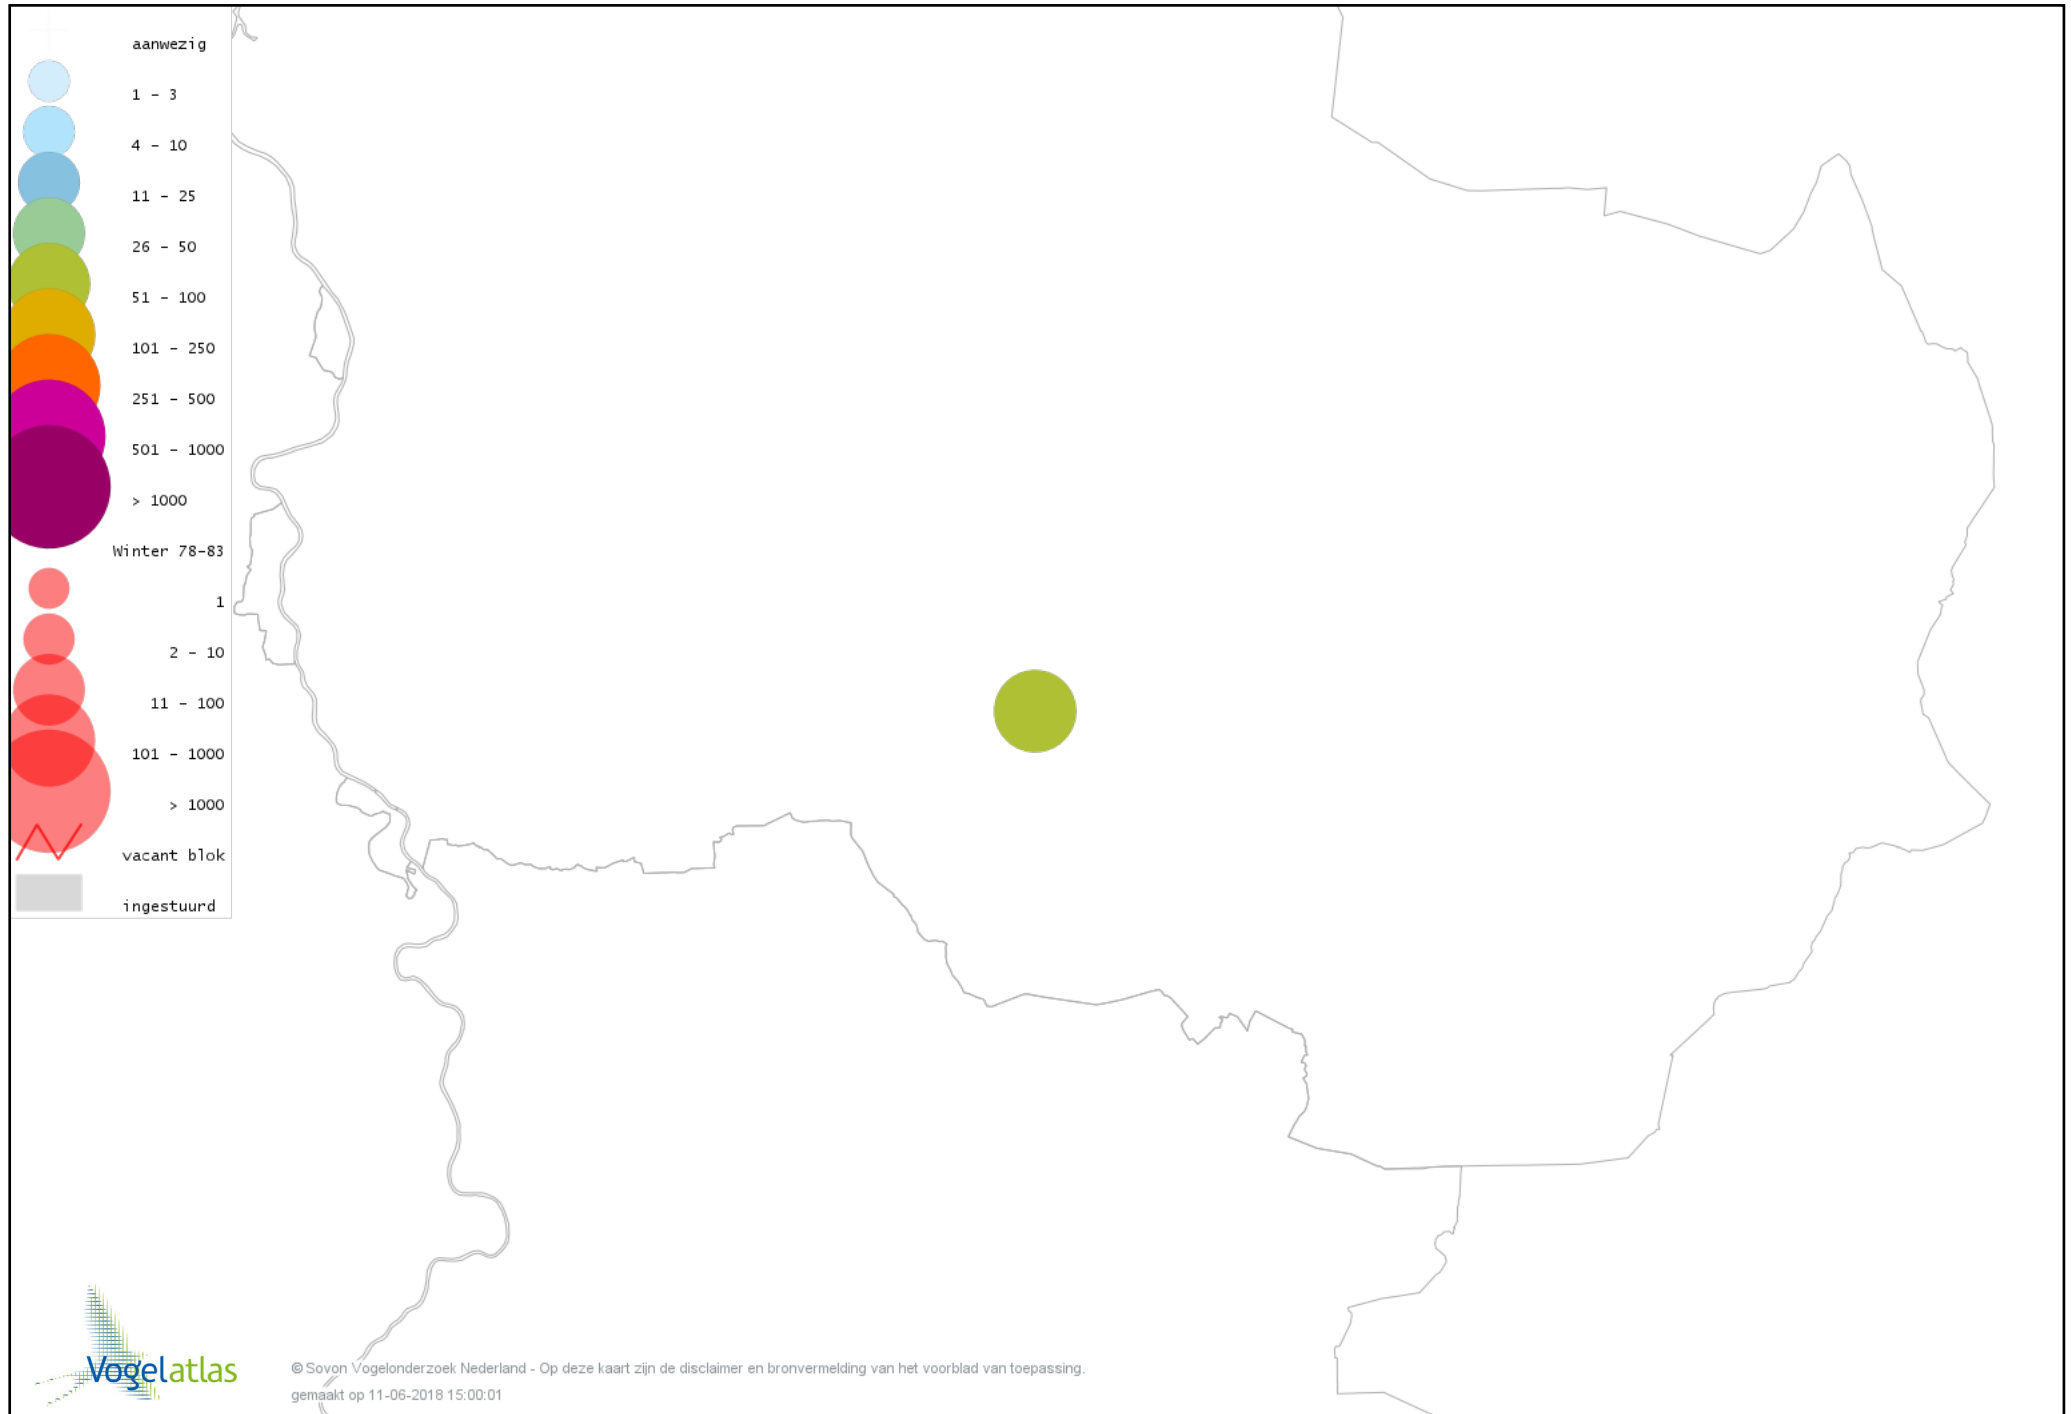 aanwezig
1 - 3
4 - 10
11 - 25
26 - 50
51 - 100
101 - 250
251 - 500
501 - 1000
> 1000
Winter 78-83
1
2 - 10
11 - 100
101 - 1000
> 1000
vacant blok
ingestuurd
Vogelatlas
© Sovon Vogelonderzoek Nederland - Op deze kaart zijn de disclaimer en bronvermelding van het voorblad van toepassing.
gemaakt op 11-06-2018 15:00:01